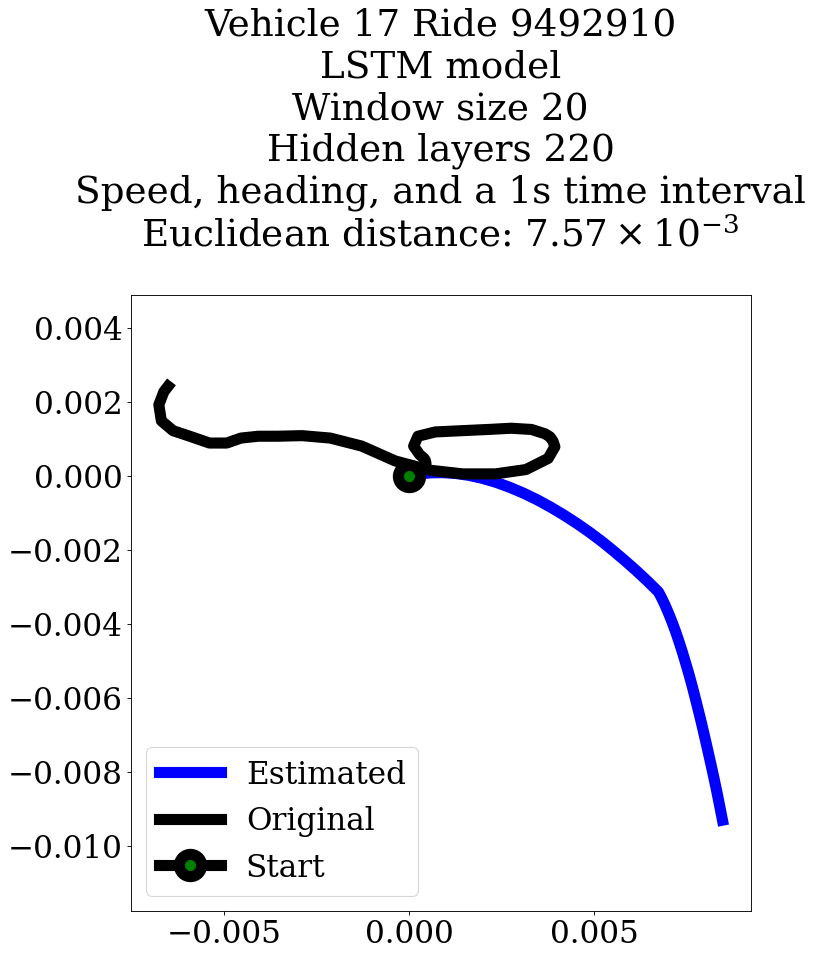 Vehicle 17 Ride 9492910
LSTM model
Window size 20
Hidden layers 220
Speed, heading, and a 1s time interval
Euclidean distance: 7.57 × 10⁻³
0.004
0.002
0.000
−0.002
−0.004
−0.006
−0.008
−0.010
Estimated
Original
Start
−0.005 0.000 0.005